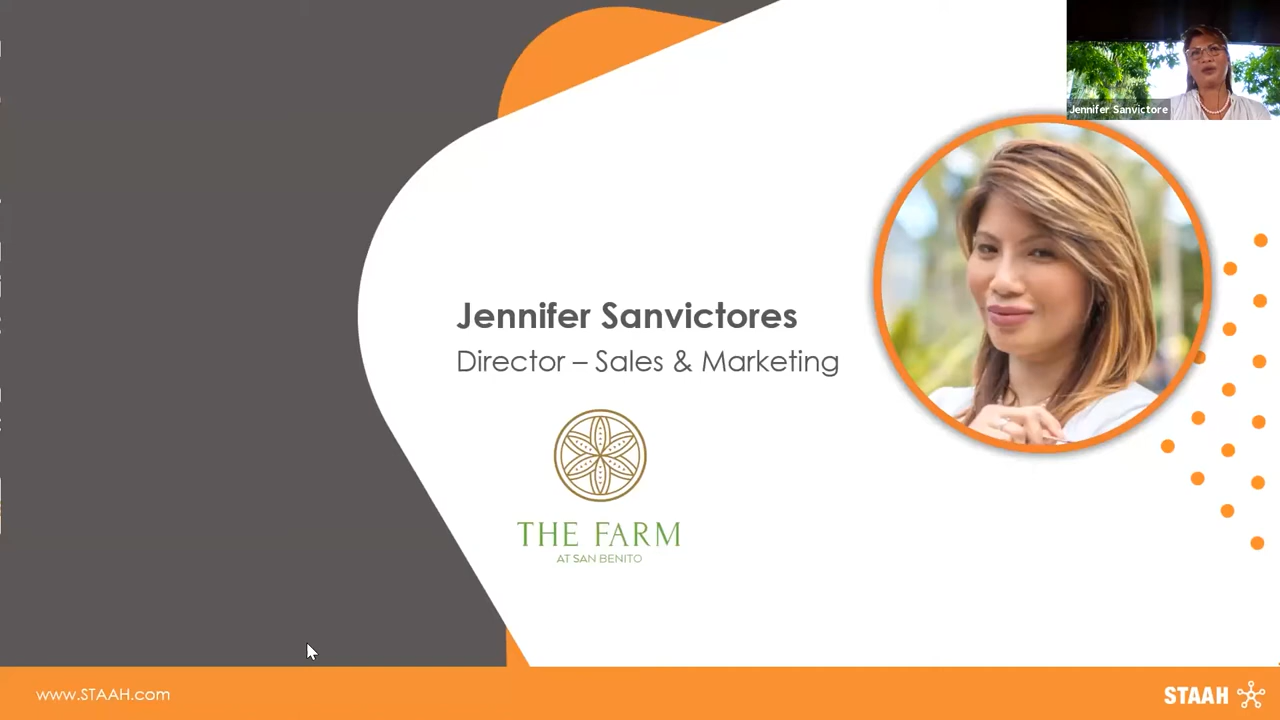 Jennifer Sanvictore
Jennifer Sanvictores
Director – Sales & Marketing
THE FARM
AT SAN BENITO
www.STAAH.com
STAAH